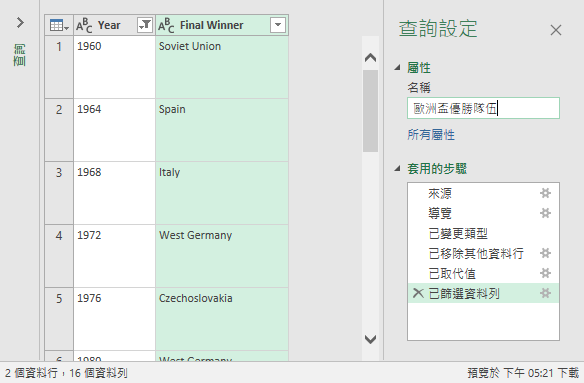 查詢
Year
Final Winner
1
1960
Soviet Union
2
1964
Spain
3
1968
Italy
4
1972
West Germany
5
1976
Czechoslovakia
6
1980
West Germany
2 個資料行，16 個資料列
查詢設定
屬性
名稱
歐洲盃優勝隊伍
所有屬性
套用的步驟
來源
導覽
已變更類型
已移除其他資料行
已取代值
已篩選資料列
預覽於 下午 05:21 下載